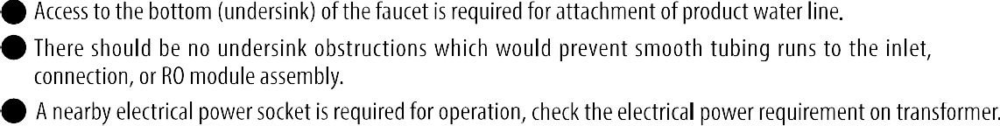 ● Access to the bottom (undersink) of the faucet is required for attachment of product water line.
● There should be no undersink obstructions which would prevent smooth tubing runs to the inlet,
connection, or RO module assembly.
● A nearby electrical power socket is required for operation, check the electrical power requirement on transformer.